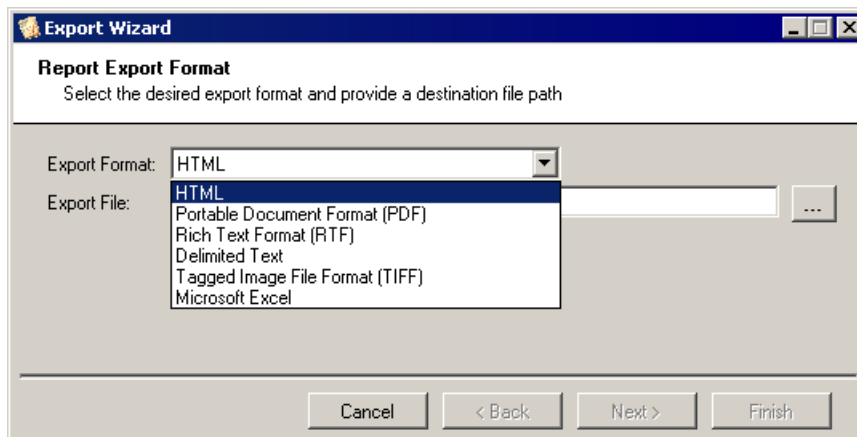 Export Wizard
Report Export Format
Select the desired export format and provide a destination file path
Export Format: HTML
HTML
Export File: ...
Portable Document Format (PDF)
Rich Text Format (RTF)
Delimited Text
Tagged Image File Format (TIFF)
Microsoft Excel
Cancel < Back Next > Finish